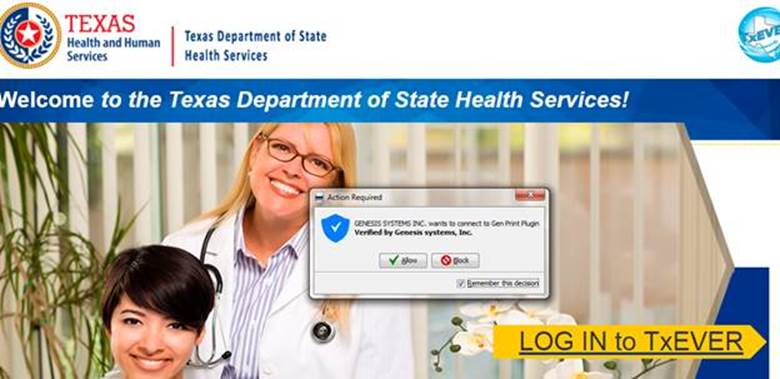 TEXAS
Health and Human
Services
Texas Department of State
Health Services
TxEVER
Welcome to the Texas Department of State Health Services!
Action Required
GENESIS SYSTEMS INC. wants to connect to Gen Print Plugin
Verified by Genesis systems, Inc.
Allow
Block
Remember this decision
LOG IN to TxEVER